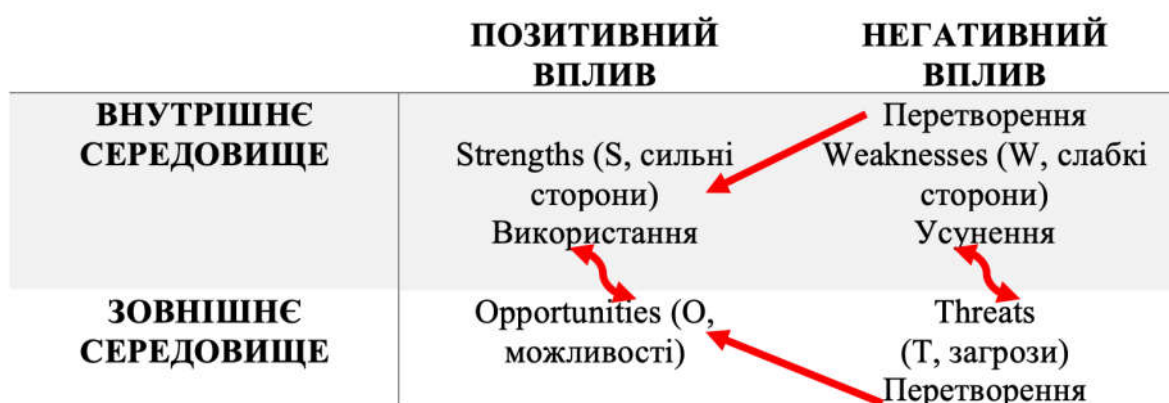 ПОЗИТИВНИЙ ВПЛИВ
НЕГАТИВНИЙ ВПЛИВ
ВНУТРІШНЄ
СЕРЕДОВИЩЕ
Strengths (S, сильні
сторони)
Використання
Перетворення
Weaknesses (W, слабкі
сторони)
Усунення
ЗОВНІШНЄ
СЕРЕДОВИЩЕ
Opportunities (O,
можливості)
Threats
(T, загрози)
Перетворення